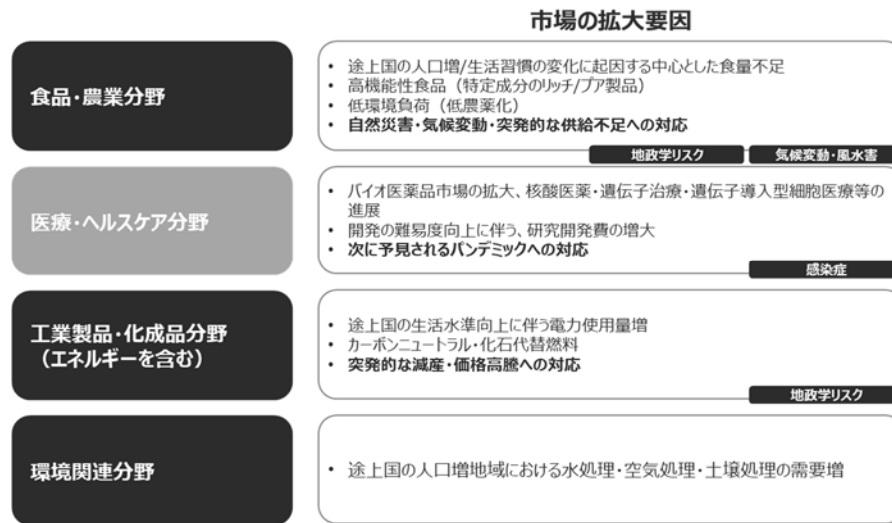 市場の拡大要因
食品・農業分野
• 途上国の人口増/生活習慣の変化に起因する中心とした食量不足
• 高機能性食品（特定成分のリッチ/プア製品）
• 低環境負荷（低農薬化）
• 自然災害・気候変動・突発的な供給不足への対応
地政学リスク 気候変動・風水害
医療・ヘルスケア分野
• バイオ医薬品市場の拡大、核酸医薬・遺伝子治療・遺伝子導入型細胞医療等の
進展
• 開発の難易度向上に伴う、研究開発費の増大
• 次に予見されるパンデミックへの対応
感染症
工業製品・化成品分野
（エネルギーを含む）
• 途上国の生活水準向上に伴う電力使用量増
• カーボンニュートラル・化石代替燃料
• 突発的な減産・価格高騰への対応
地政学リスク
環境関連分野
• 途上国の人口増地域における水処理・空気処理・土壌処理の需要増